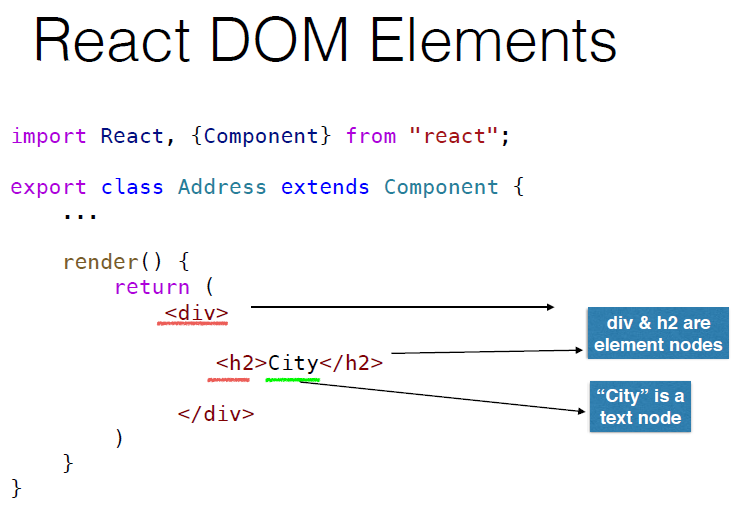 React DOM Elements
import React, {Component} from "react";
export class Address extends Component {
...
render() {
return (
<div>
<h2>City</h2>
</div>
)
}
}
div & h2 are
element nodes
“City” is a
text node